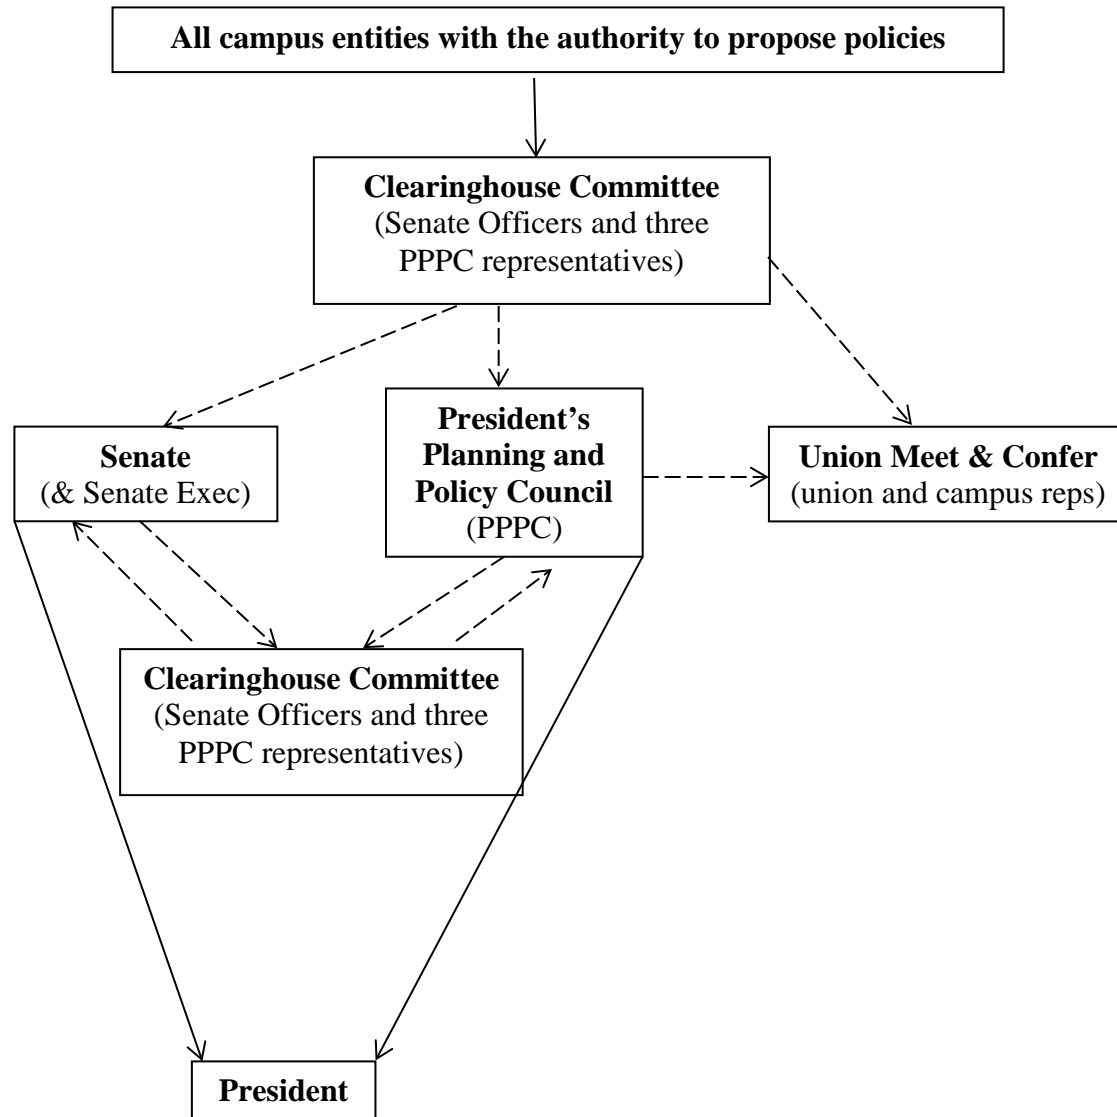 All campus entities with the authority to propose policies
Clearinghouse Committee
(Senate Officers and three
PPPC representatives)
Senate
(& Senate Exec)
President’s
Planning and
Policy Council
(PPPC)
Union Meet & Confer
(union and campus reps)
Clearinghouse Committee
(Senate Officers and three
PPPC representatives)
President